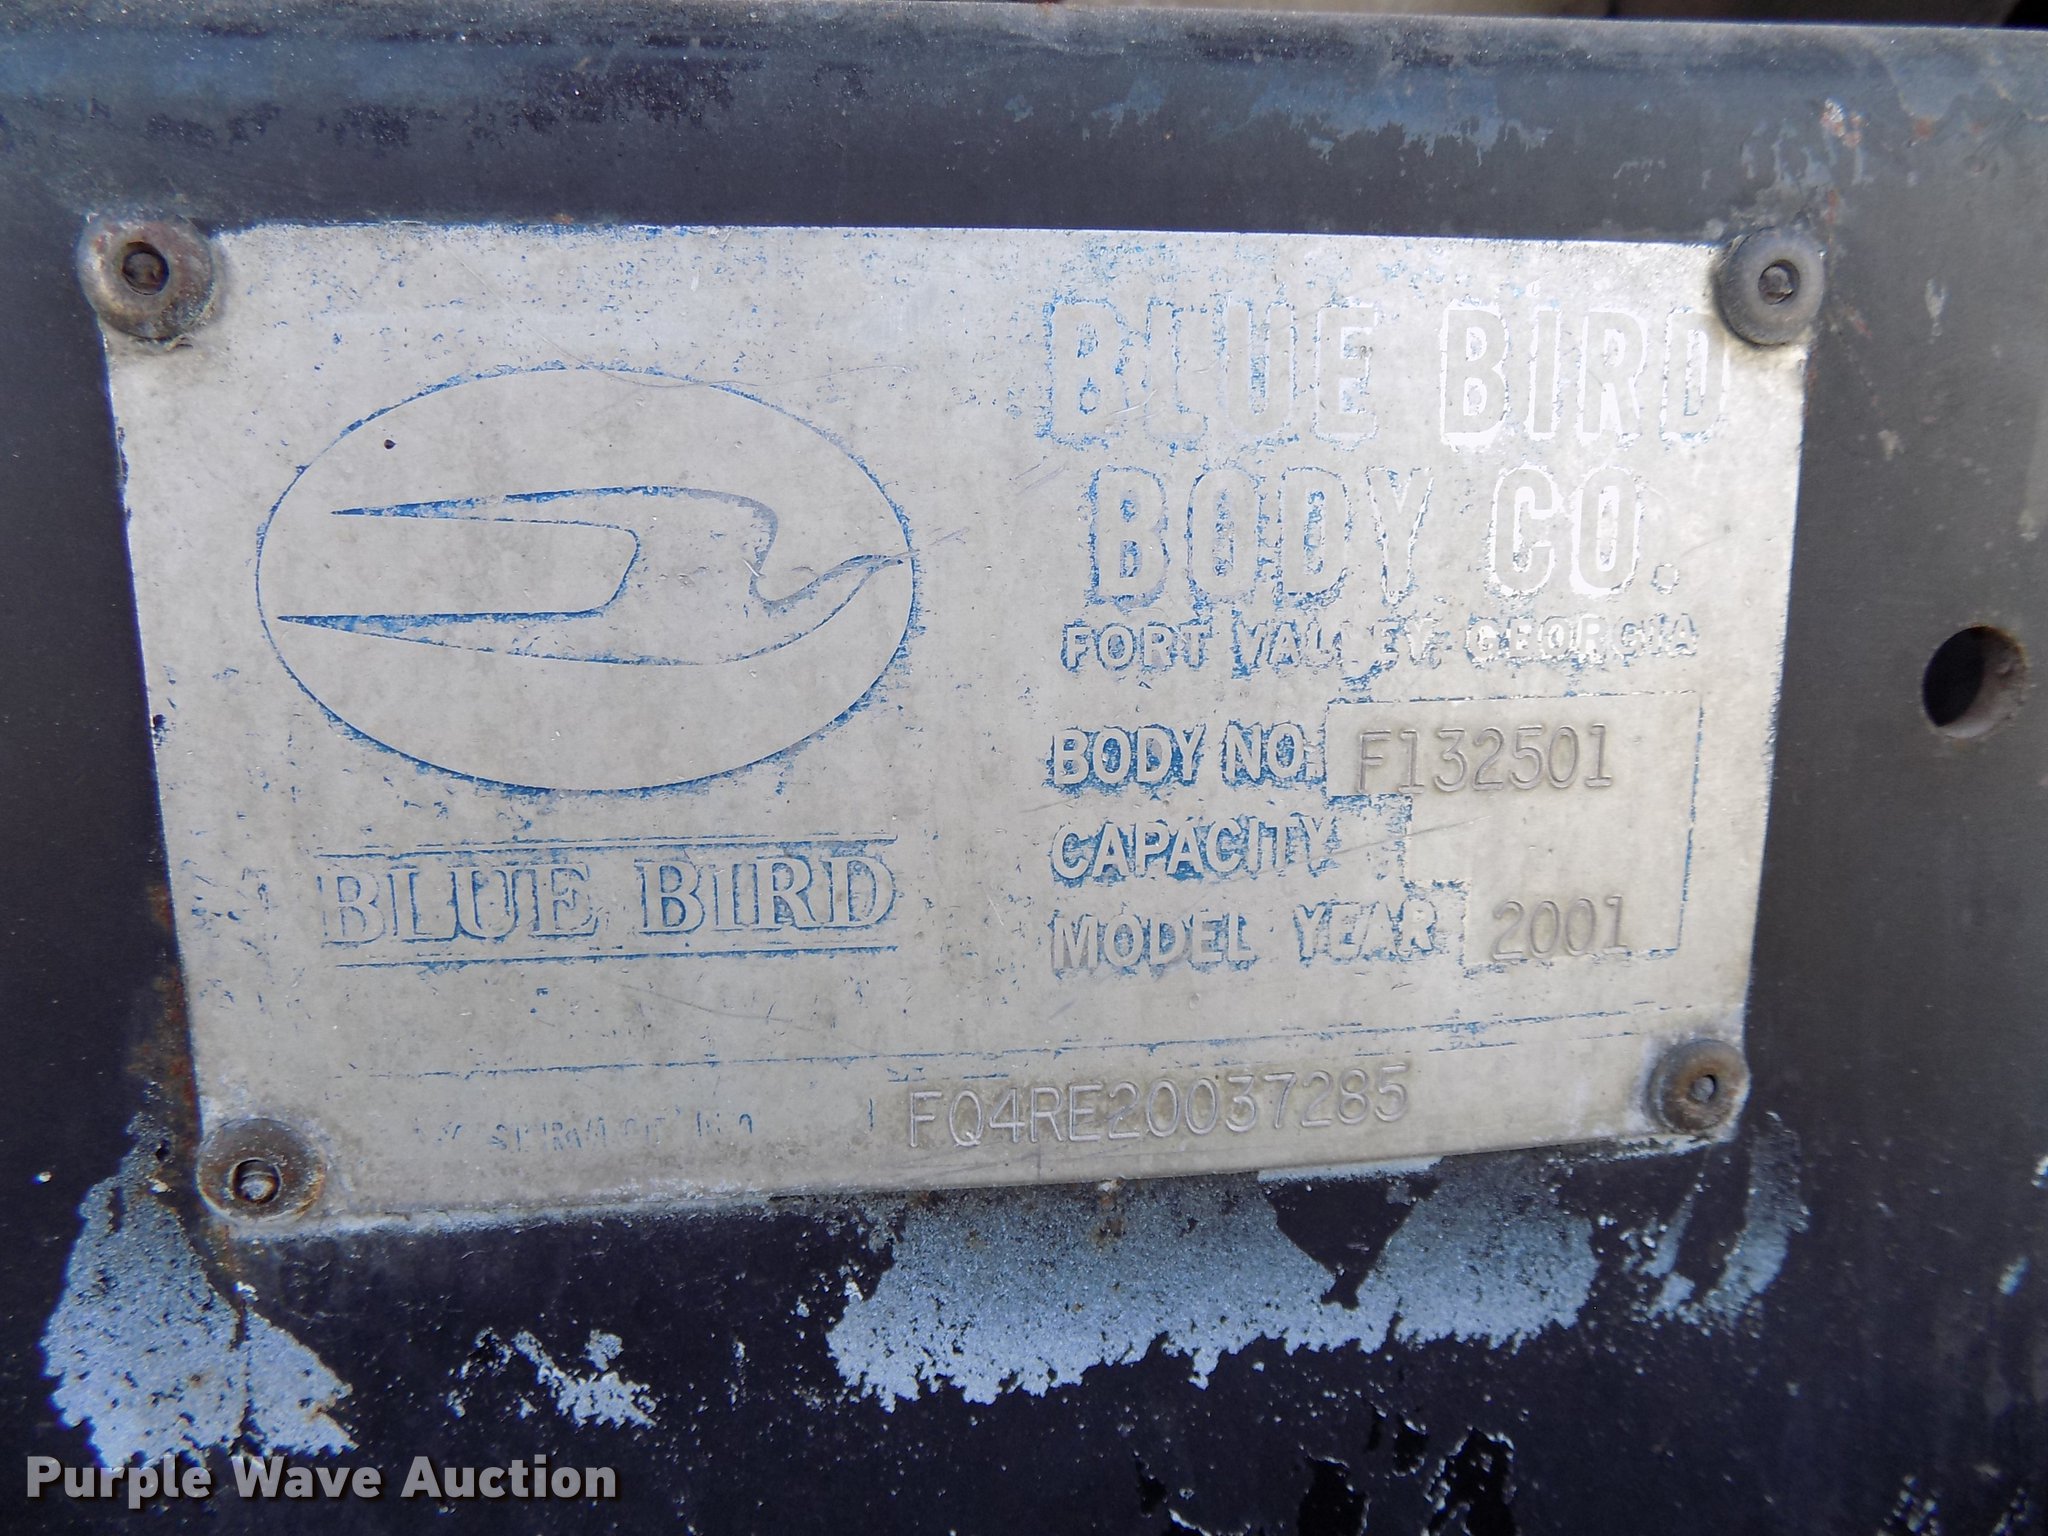 BLUE BIRD
BODY CO.
FORT VALLEY, GEORGIA
BODY NO. F132501
CAPACITY
MODEL YEAR 2001
BLUE BIRD
FQ4RE20037285
Purple Wave Auction